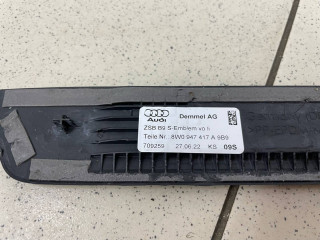 Audi
Demmel AG
ZSB B9 S-Emblem vo li
Teile Nr.: 8W0 947 417 A 9B9
709259 27.06.22 KS 09S